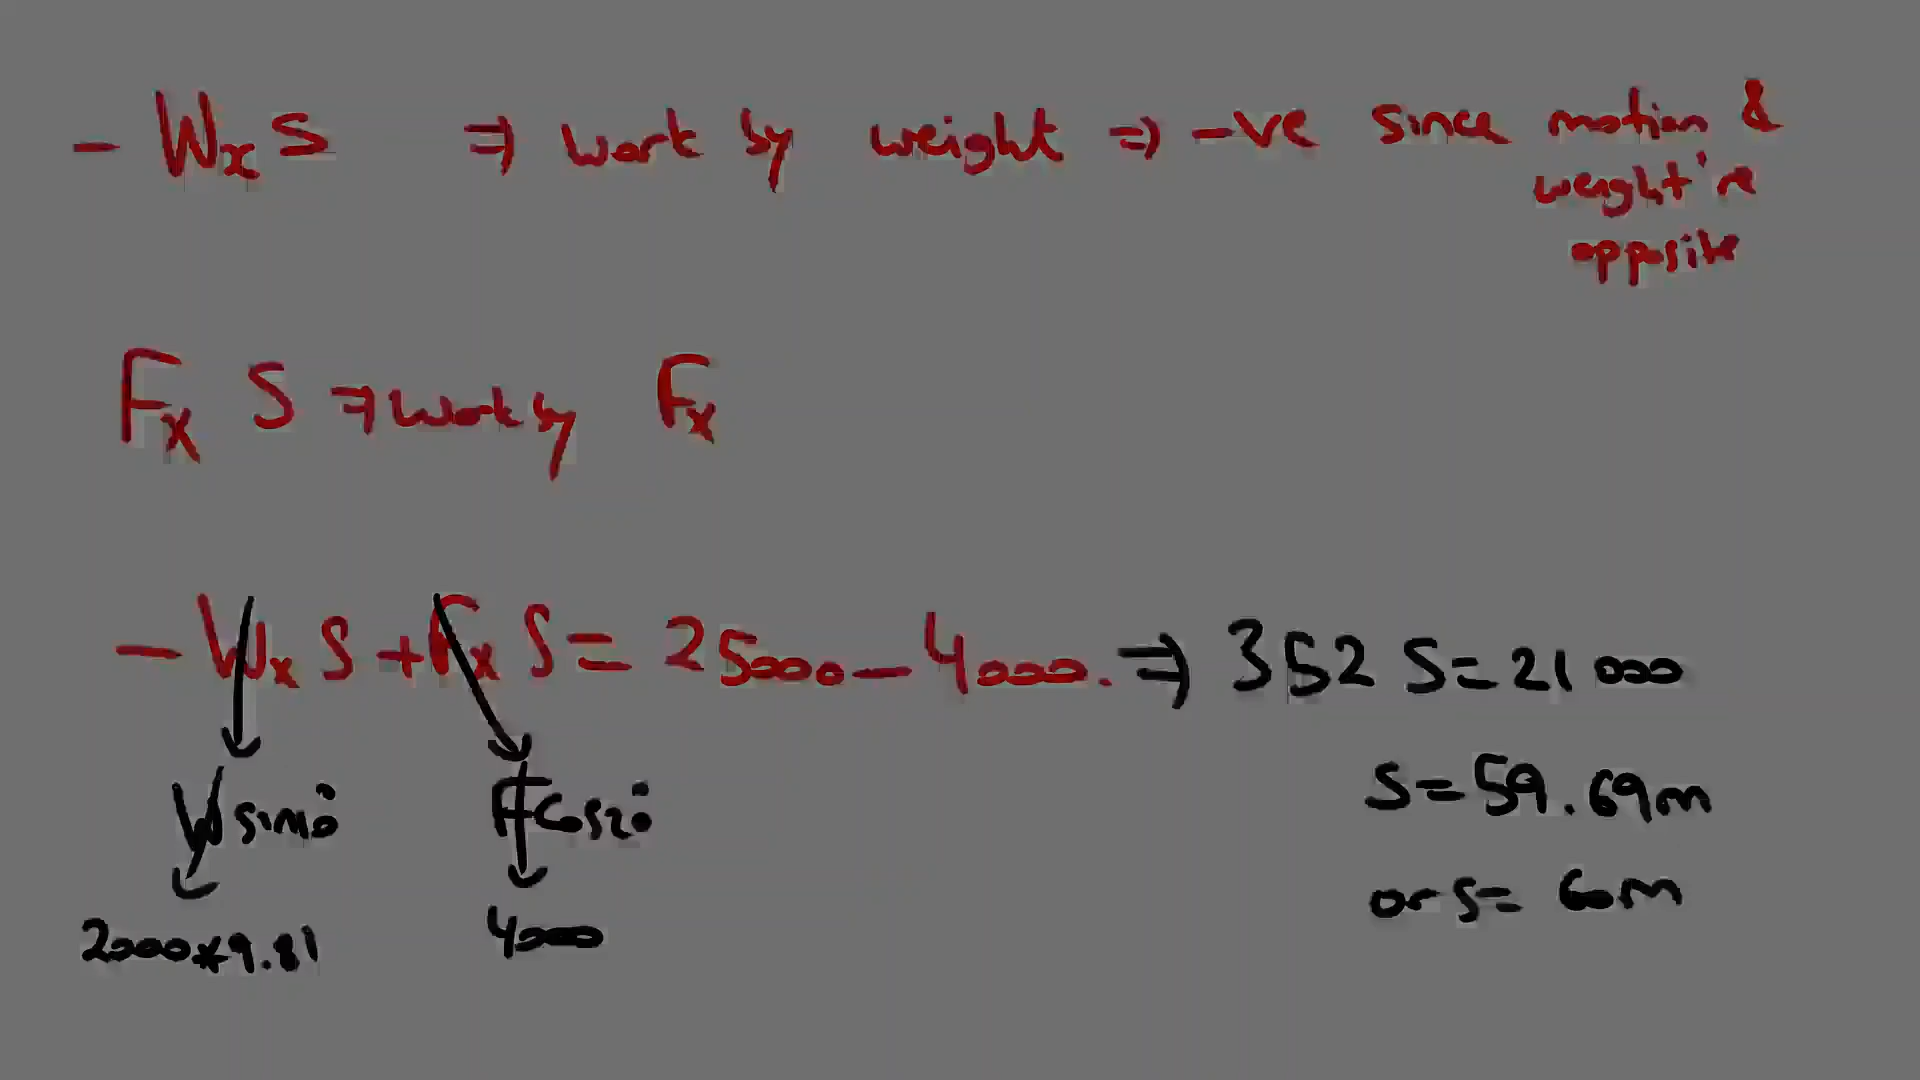 - Wx S ⇒ work by weight ⇒ -ve since motion &
weight're
opposite
Fx S ⇒ work by Fx
- Wx S + Fx S = 25000 - 4000. ⇒ 352 S = 21000
S = 59.69m
W sin10° F cos20°
or S = 60m
2000*9.81 4000